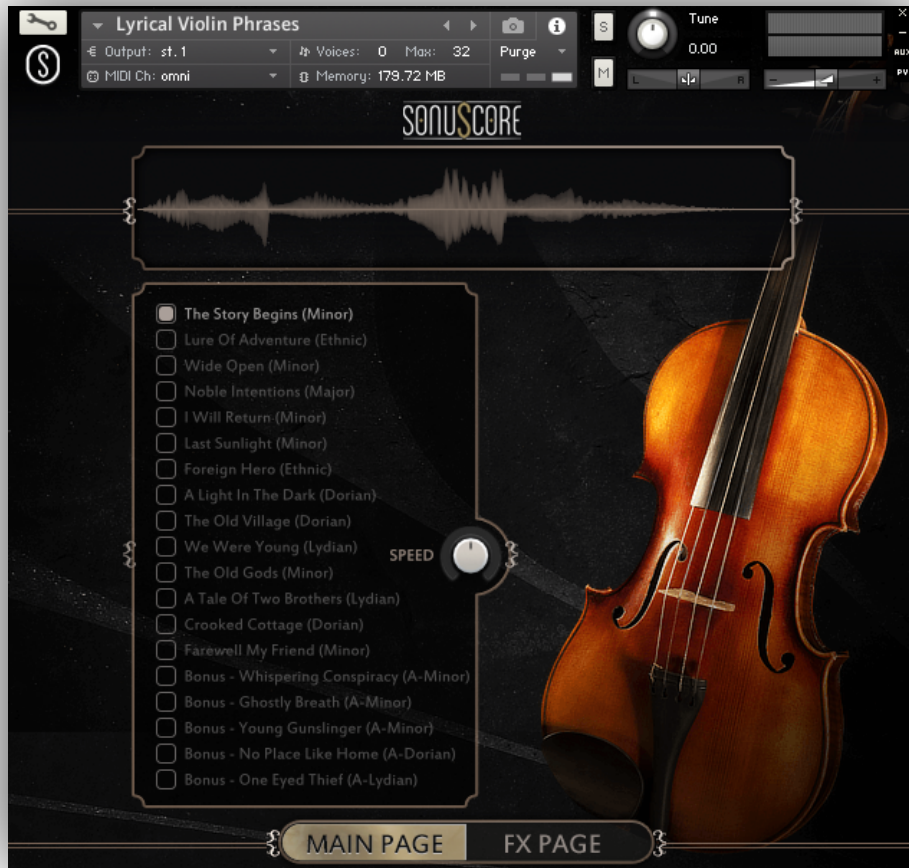 Lyrical Violin Phrases
Output: st.1
Voices: 0 Max: 32
Purge
MIDI Ch: omni
Memory: 179.72 MB
S
M
Tune
0.00
L R
- +
×
-
AUX
PV
S
SONUSCORE
The Story Begins (Minor)
Lure Of Adventure (Ethnic)
Wide Open (Minor)
Noble Intentions (Major)
I Will Return (Minor)
Last Sunlight (Minor)
Foreign Hero (Ethnic)
A Light In The Dark (Dorian)
The Old Village (Dorian)
We Were Young (Lydian)
SPEED
The Old Gods (Minor)
A Tale Of Two Brothers (Lydian)
Crooked Cottage (Dorian)
Farewell My Friend (Minor)
Bonus - Whispering Conspiracy (A-Minor)
Bonus - Ghostly Breath (A-Minor)
Bonus - Young Gunslinger (A-Minor)
Bonus - No Place Like Home (A-Dorian)
Bonus - One Eyed Thief (A-Lydian)
MAIN PAGE
FX PAGE